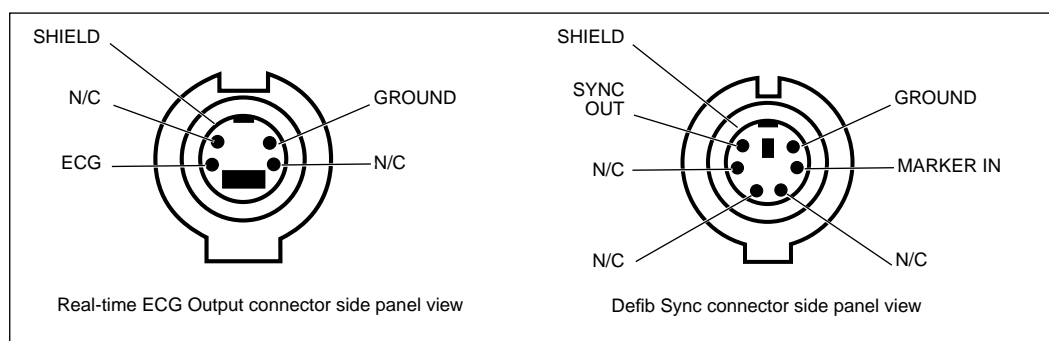 SHIELD
N/C
GROUND
ECG
N/C
Real-time ECG Output connector side panel view
SHIELD
SYNC
OUT
GROUND
N/C
MARKER IN
N/C
N/C
Defib Sync connector side panel view